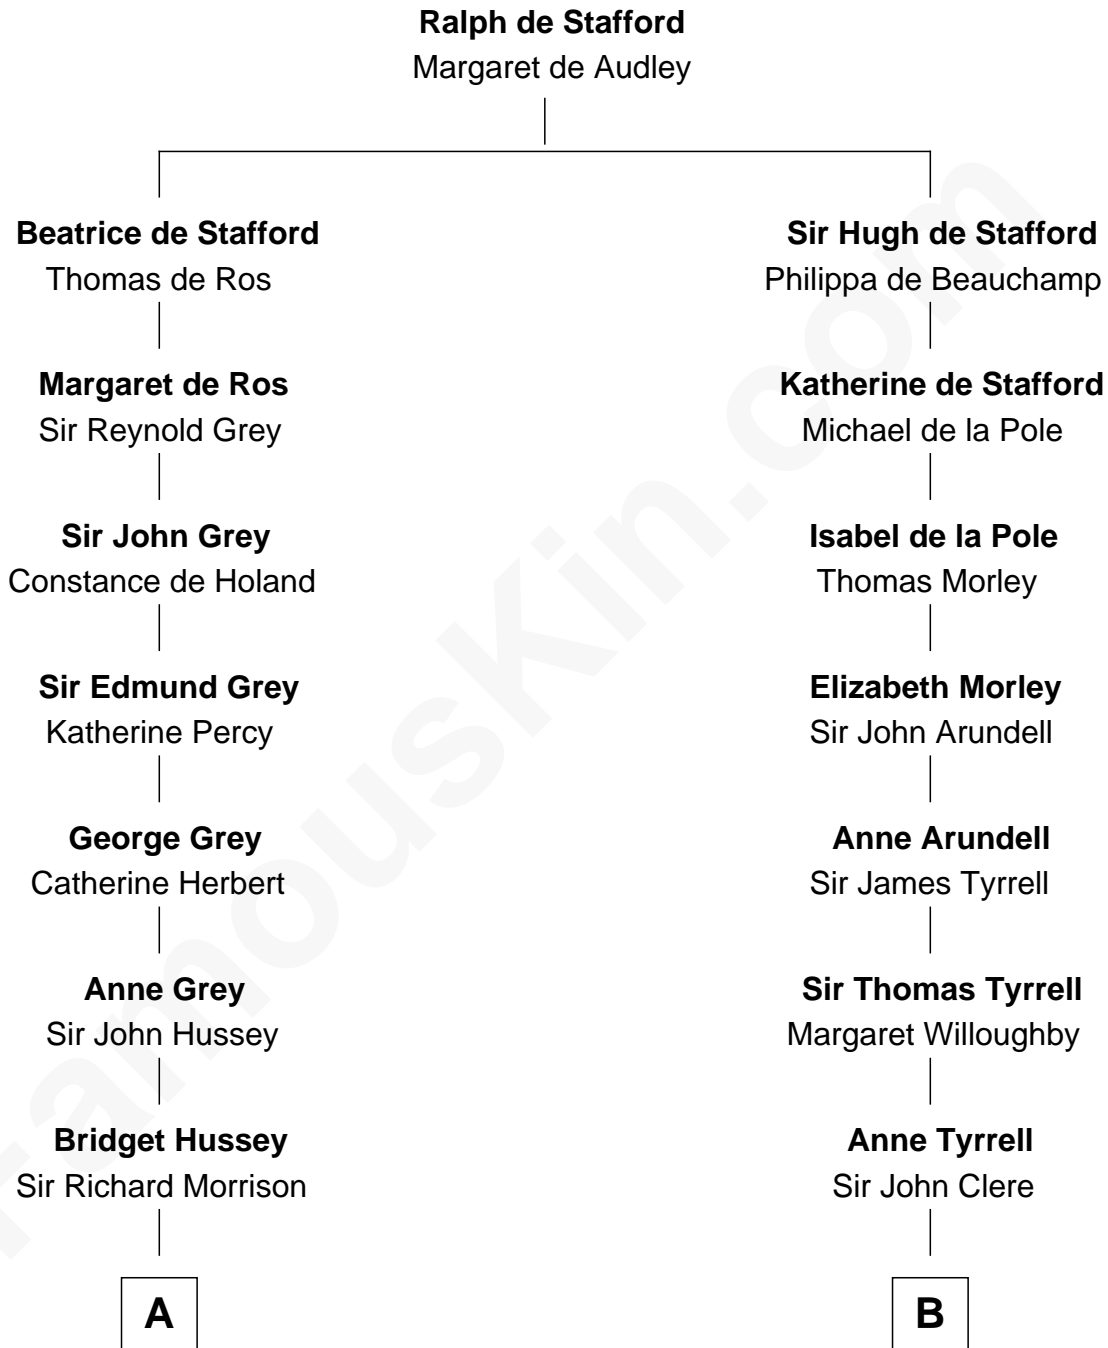 Ralph de Stafford
Margaret de Audley
Beatrice de Stafford
Thomas de Ros
Sir Hugh de Stafford
Philippa de Beauchamp
Margaret de Ros
Sir Reynold Grey
Katherine de Stafford
Michael de la Pole
Sir John Grey
Constance de Holand
Isabel de la Pole
Thomas Morley
Sir Edmund Grey
Katherine Percy
Elizabeth Morley
Sir John Arundell
George Grey
Catherine Herbert
Anne Arundell
Sir James Tyrrell
Anne Grey
Sir John Hussey
Sir Thomas Tyrrell
Margaret Willoughby
Bridget Hussey
Sir Richard Morrison
Anne Tyrrell
Sir John Clere
A
B
FamousKin.com